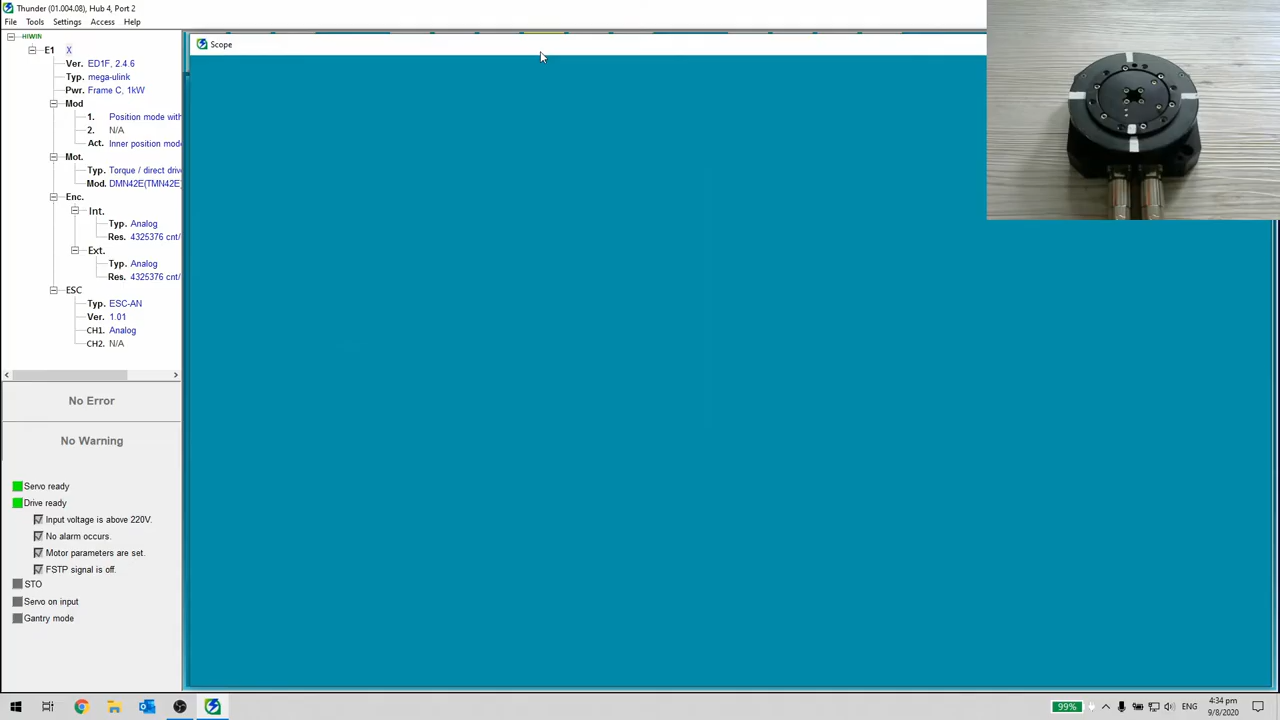 Thunder (01.004.08), Hub 4, Port 2
File Tools Settings Access Help
HIWIN
E1 X
Ver. ED1F, 2.4.6
Typ. mega-ulink
Pwr. Frame C, 1kW
Mod
1. Position mode with
2. N/A
Act. Inner position mode
Mot.
Typ. Torque / direct drive
Mod. DMN42E(TMN42E)
Enc.
Int.
Typ. Analog
Res. 4325376 cnt/
Ext.
Typ. Analog
Res. 4325376 cnt/
ESC
Typ. ESC-AN
Ver. 1.01
CH1. Analog
CH2. N/A
No Error
No Warning
Servo ready
Drive ready
Input voltage is above 220V.
No alarm occurs.
Motor parameters are set.
FSTP signal is off.
STO
Servo on input
Gantry mode
Scope
99%
ENG
4:34 pm
9/8/2020